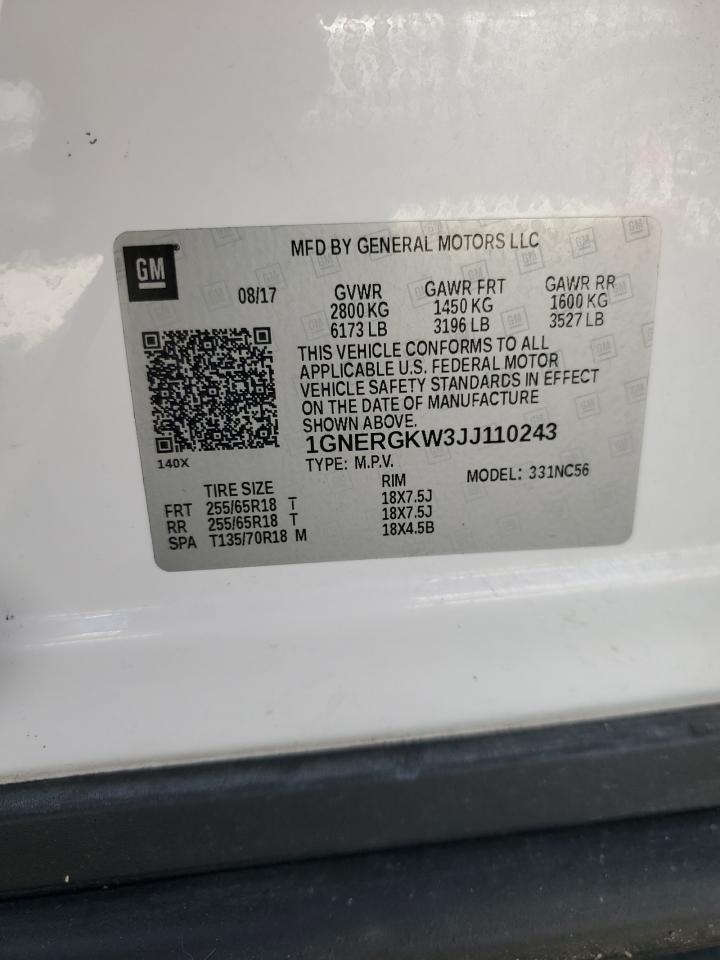 GM
MFD BY GENERAL MOTORS LLC
08/17
GVWR GAWR FRT GAWR RR
2800 KG 1450 KG 1600 KG
6173 LB 3196 LB 3527 LB
THIS VEHICLE CONFORMS TO ALL
APPLICABLE U.S. FEDERAL MOTOR
VEHICLE SAFETY STANDARDS IN EFFECT
ON THE DATE OF MANUFACTURE
SHOWN ABOVE.
1GNERGKW3JJ110243
140X
TYPE: M.P.V. MODEL: 331NC56
TIRE SIZE RIM
FRT 255/65R18 T 18X7.5J
RR 255/65R18 T 18X7.5J
SPA T135/70R18 M 18X4.5B